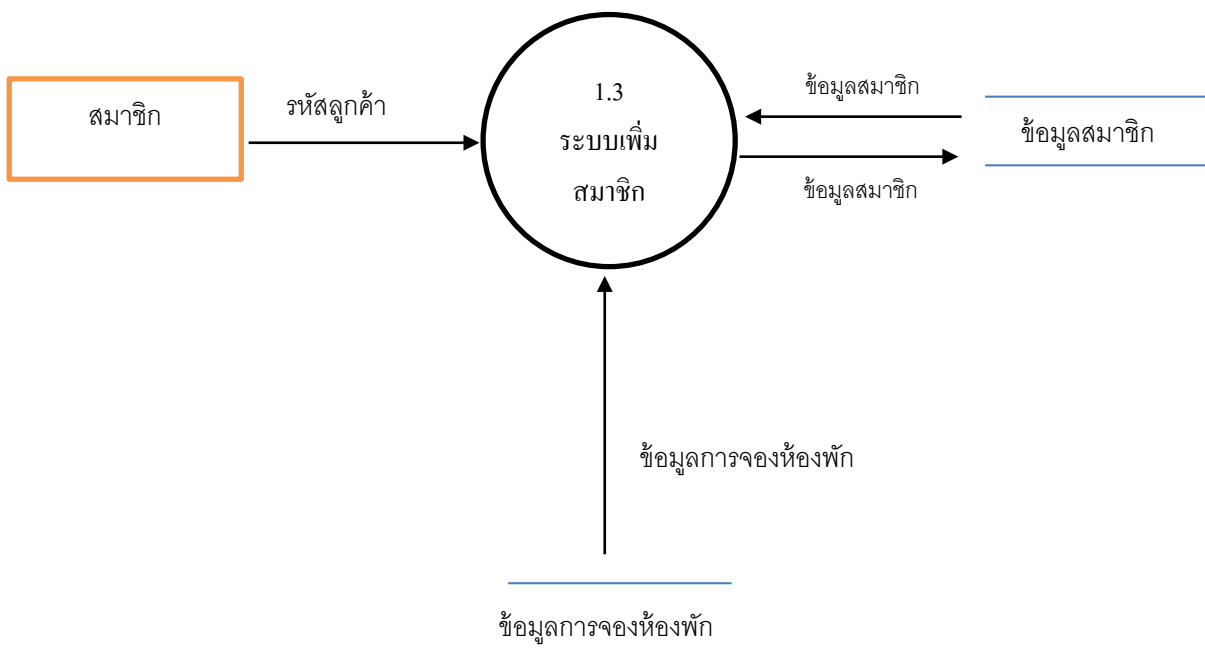 สมาชิก
รหัสลูกค้า
1.3
ระบบเพิ่ม
สมาชิก
ข้อมูลสมาชิก
ข้อมูลสมาชิก
ข้อมูลสมาชิก
ข้อมูลการจองห้องพัก
ข้อมูลการจองห้องพัก